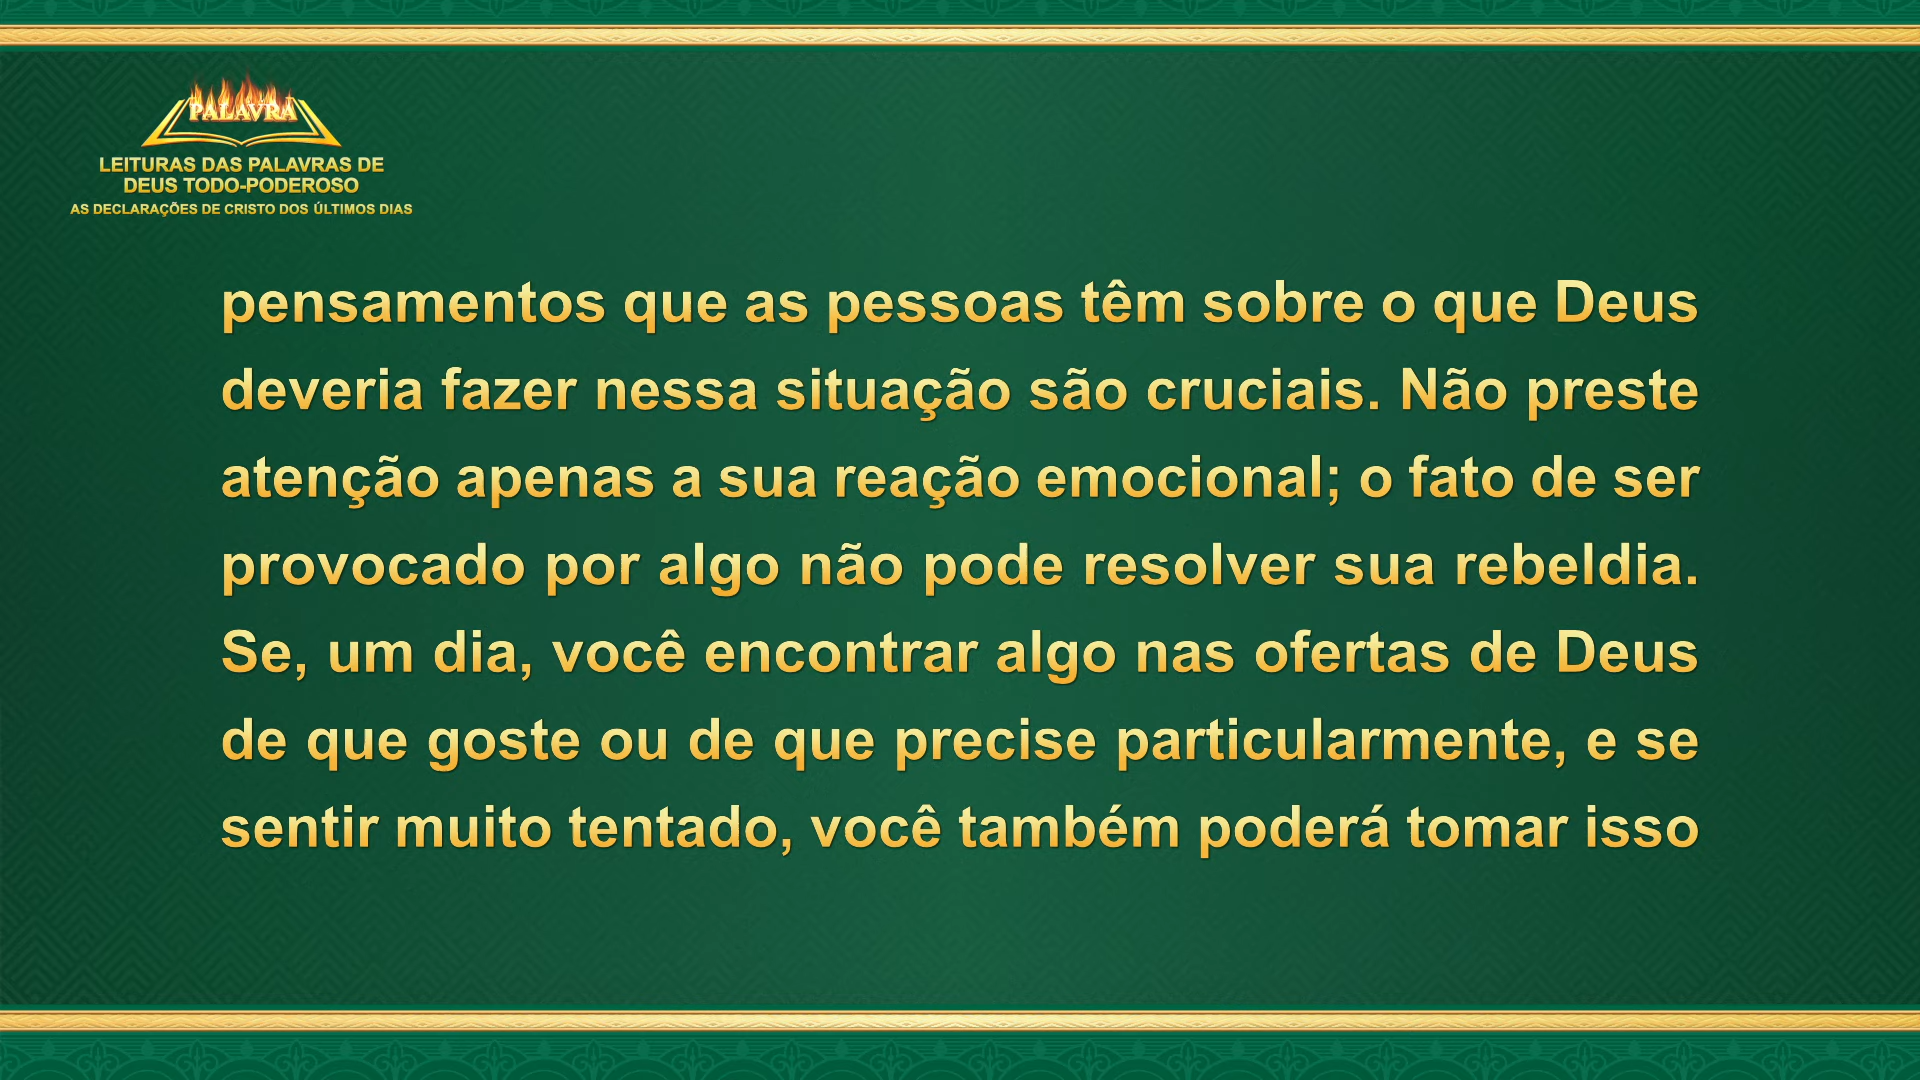 PALAVRA
LEITURAS DAS PALAVRAS DE
DEUS TODO-PODEROSO
AS DECLARAÇÕES DE CRISTO DOS ÚLTIMOS DIAS
pensamentos que as pessoas têm sobre o que Deus
deveria fazer nessa situação são cruciais. Não preste
atenção apenas a sua reação emocional; o fato de ser
provocado por algo não pode resolver sua rebeldia.
Se, um dia, você encontrar algo nas ofertas de Deus
de que goste ou de que precise particularmente, e se
sentir muito tentado, você também poderá tomar isso